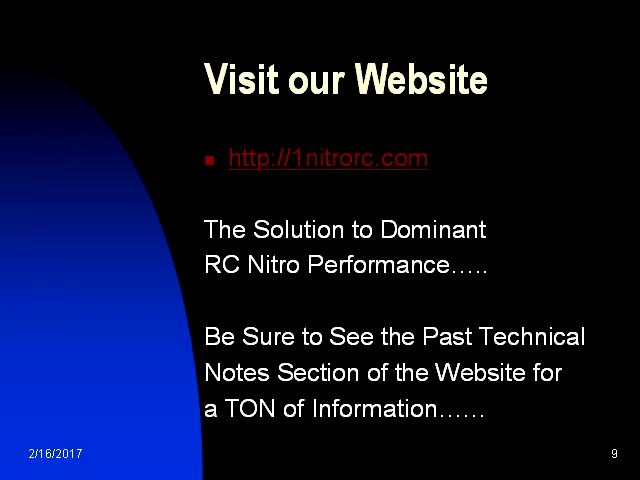 Visit our Website
http://1nitrorc.com
The Solution to Dominant
RC Nitro Performance…..
Be Sure to See the Past Technical
Notes Section of the Website for
a TON of Information……
2/16/2017
9